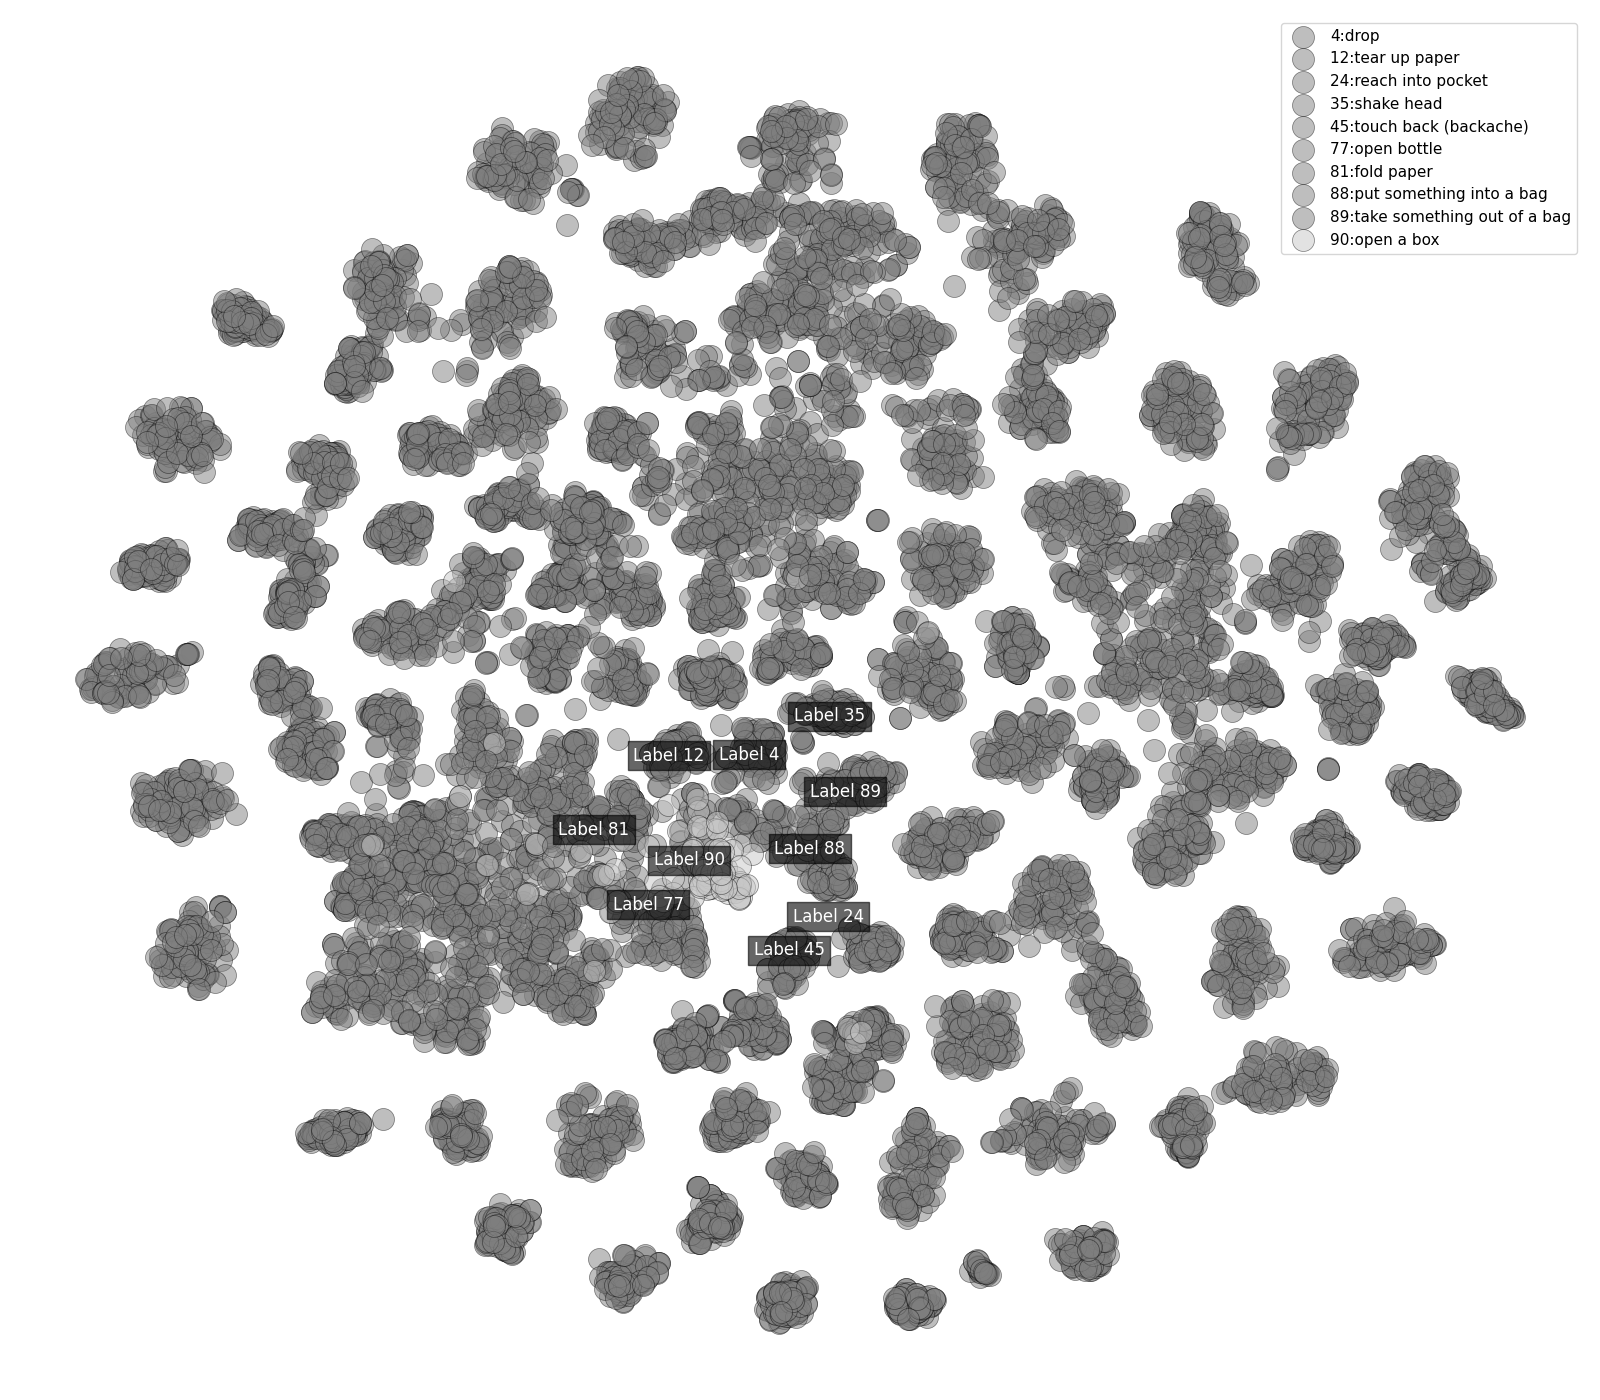 4:drop
12:tear up paper
24:reach into pocket
35:shake head
45:touch back (backache)
77:open bottle
81:fold paper
88:put something into a bag
89:take something out of a bag
90:open a box
Label 35
Label 12
Label 4
Label 89
Label 81
Label 88
Label 90
Label 77
Label 24
Label 45